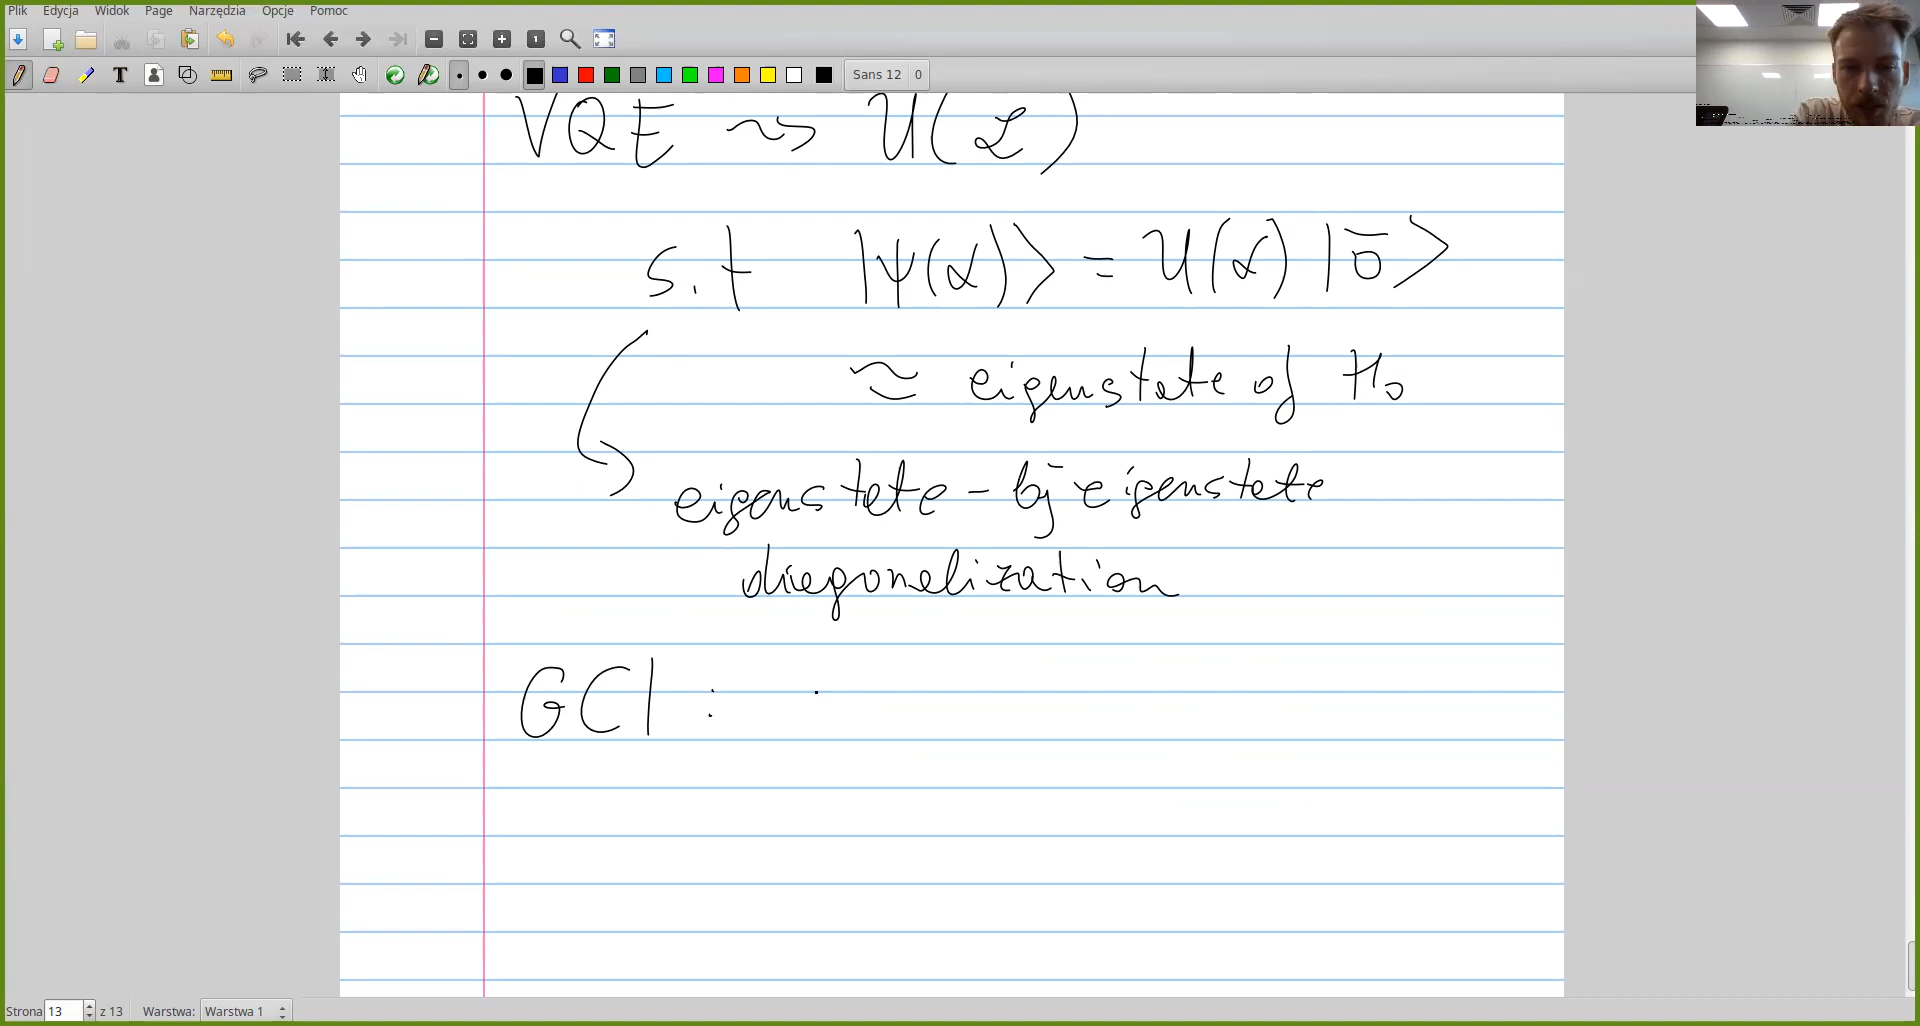 Plik Edycja Widok Page Narzędzia Opcje Pomoc
Sans 12 0
VQE ~> U(α)
s.t |ψ(α)⟩ = U(α) |0̄⟩
≈ eigenstate of H₀
eigenstate - by eigenstate
diagonalization
GCI :
Strona 13 z 13 Warstwa: Warstwa 1